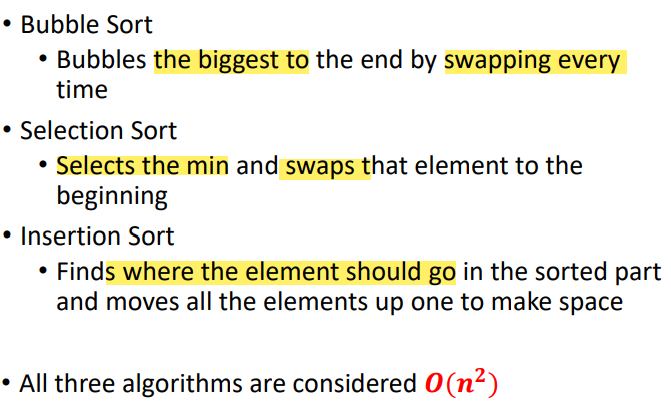 • Bubble Sort
• Bubbles the biggest to the end by swapping every
time
• Selection Sort
• Selects the min and swaps that element to the
beginning
• Insertion Sort
• Finds where the element should go in the sorted part
and moves all the elements up one to make space
• All three algorithms are considered O(n²)